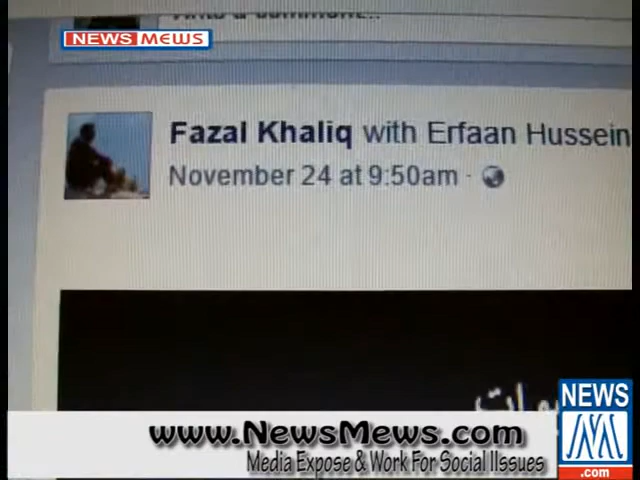 NEWS MEWS
Fazal Khaliq with Erfaan Hussein
November 24 at 9:50am ·
www.NewsMews.com
Media Expose & Work For Social IIssues
NEWS
.com